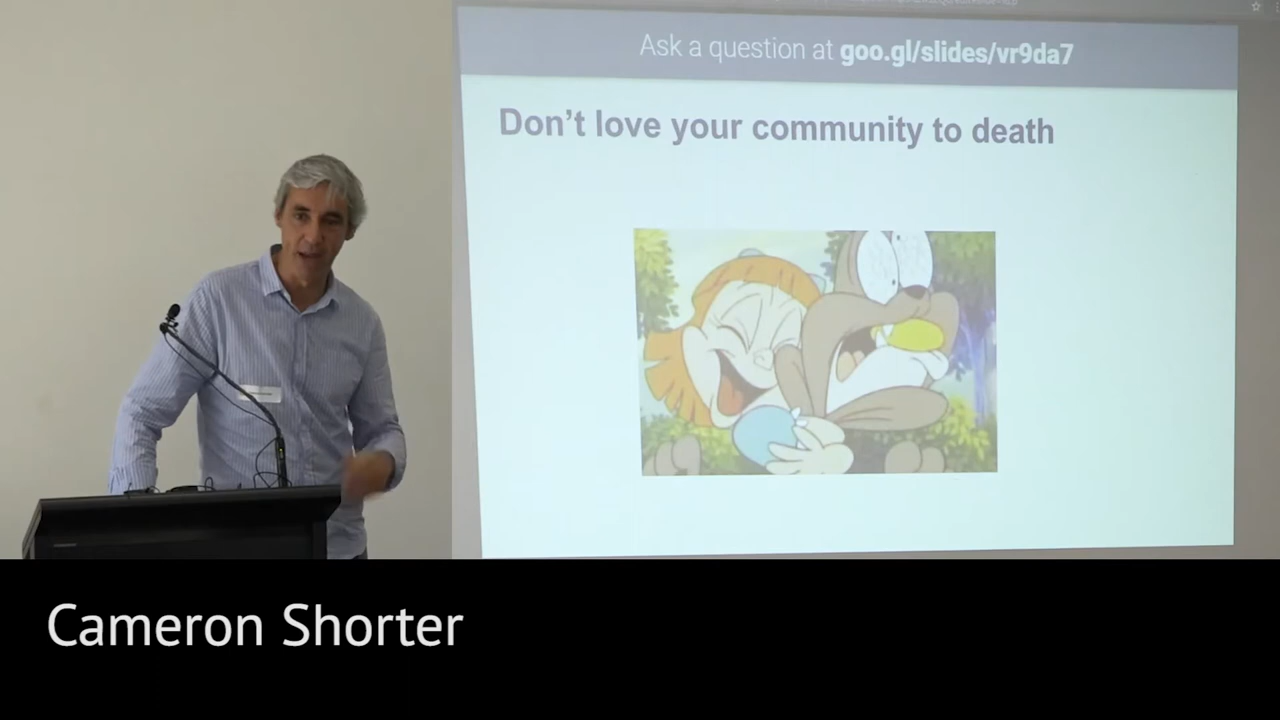 Ask a question at goo.gl/slides/vr9da7
Don't love your community to death
Cameron Shorter